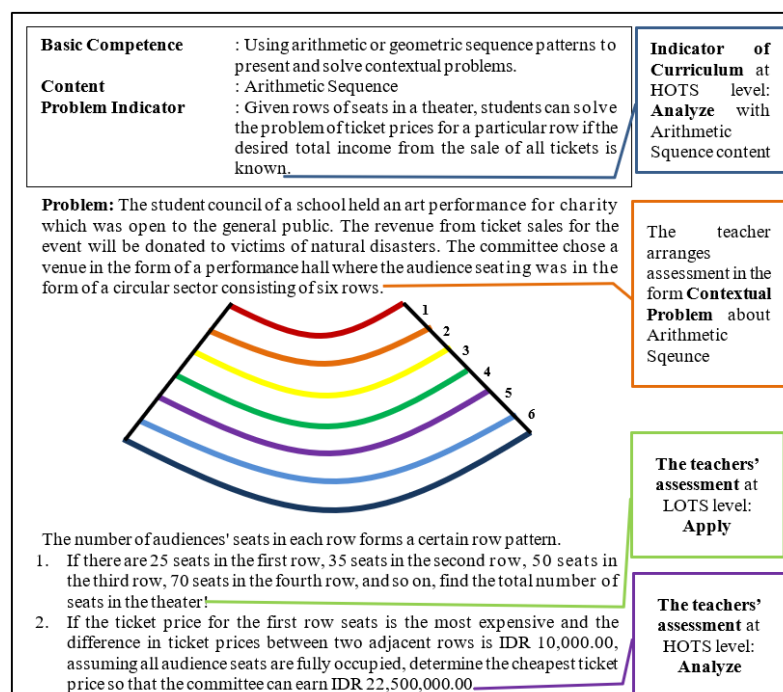 Basic Competence : Using arithmetic or geometric sequence patterns to
present and solve contextual problems.
Content : Arithmetic Sequence
Problem Indicator : Given rows of seats in a theater, students can solve
the problem of ticket prices for a particular row if the
desired total income from the sale of all tickets is
known.
Indicator of
Curriculum at
HOTS level:
Analyze with
Arithmetic
Squence content
Problem: The student council of a school held an art performance for charity
which was open to the general public. The revenue from ticket sales for the
event will be donated to victims of natural disasters. The committee chose a
venue in the form of a performance hall where the audience seating was in the
form of a circular sector consisting of six rows.
The teacher
arranges
assessment in the
form Contextual
Problem about
Arithmetic
Sqeunce
1
2
3
4
5
6
The number of audiences' seats in each row forms a certain row pattern.
1. If there are 25 seats in the first row, 35 seats in the second row, 50 seats in
the third row, 70 seats in the fourth row, and so on, find the total number of
seats in the theater!
The teachers’
assessment at
LOTS level:
Apply
2. If the ticket price for the first row seats is the most expensive and the
difference in ticket prices between two adjacent rows is IDR 10,000.00,
assuming all audience seats are fully occupied, determine the cheapest ticket
price so that the committee can earn IDR 22,500,000.00
The teachers’
assessment at
HOTS level:
Analyze